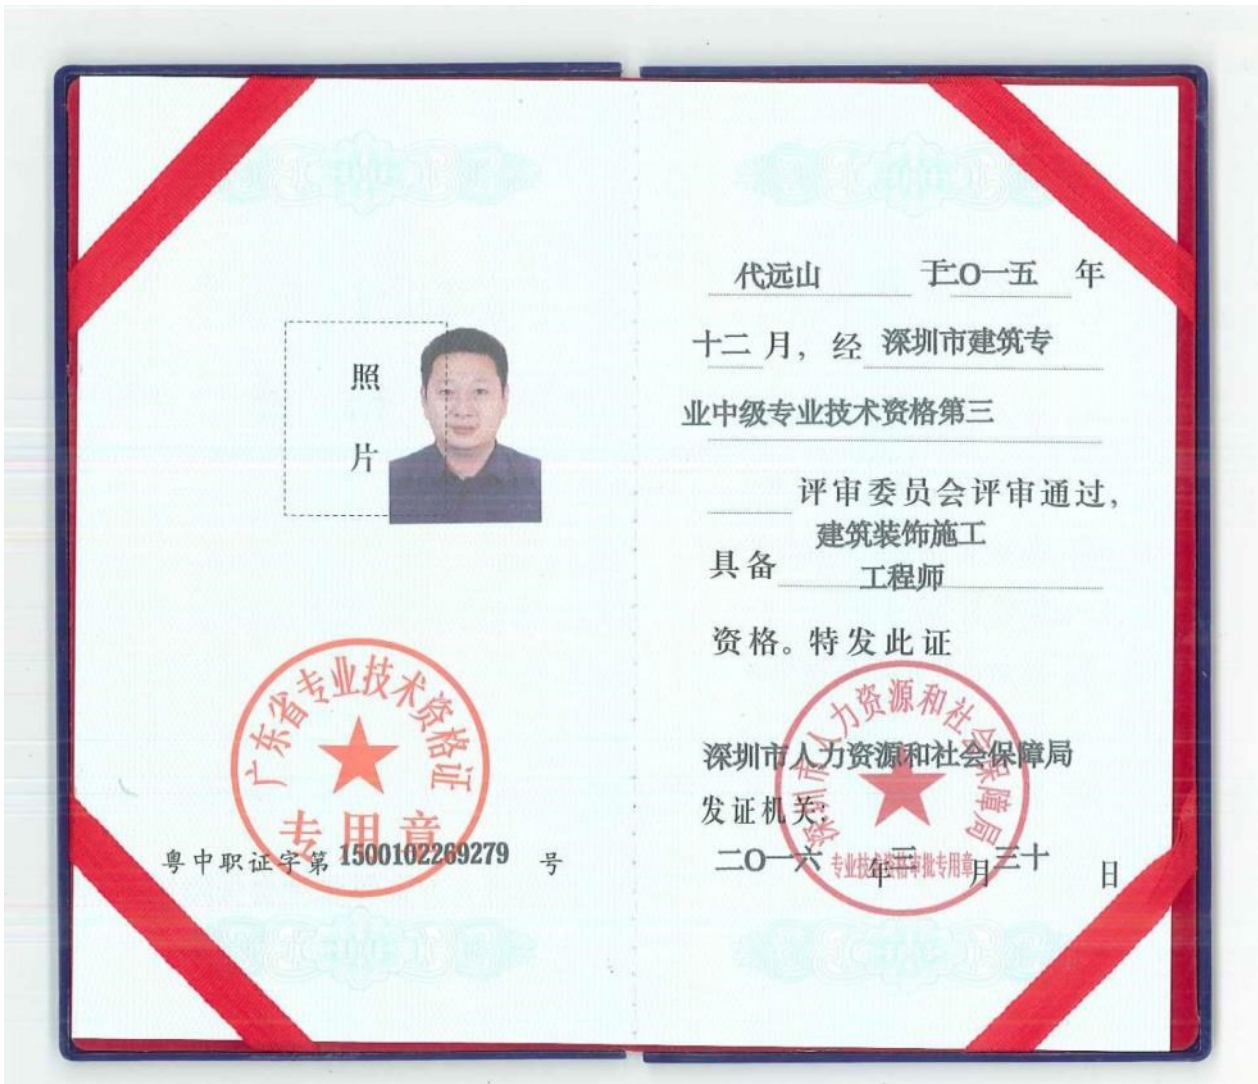 照
片
广东省专业技术资格证
专用章
粤中职证字第 1500102269279 号
代远山 于二〇一五 年
十二月，经 深圳市建筑专
业中级专业技术资格第三
评审委员会评审通过，
建筑装饰施工
具备 工程师
资格。特发此证
深圳市人力资源和社会保障局
深圳市人力资源和社会保障局
发证机关：
二〇一六 年 三 月 三十 日
专业技术资格审批专用章